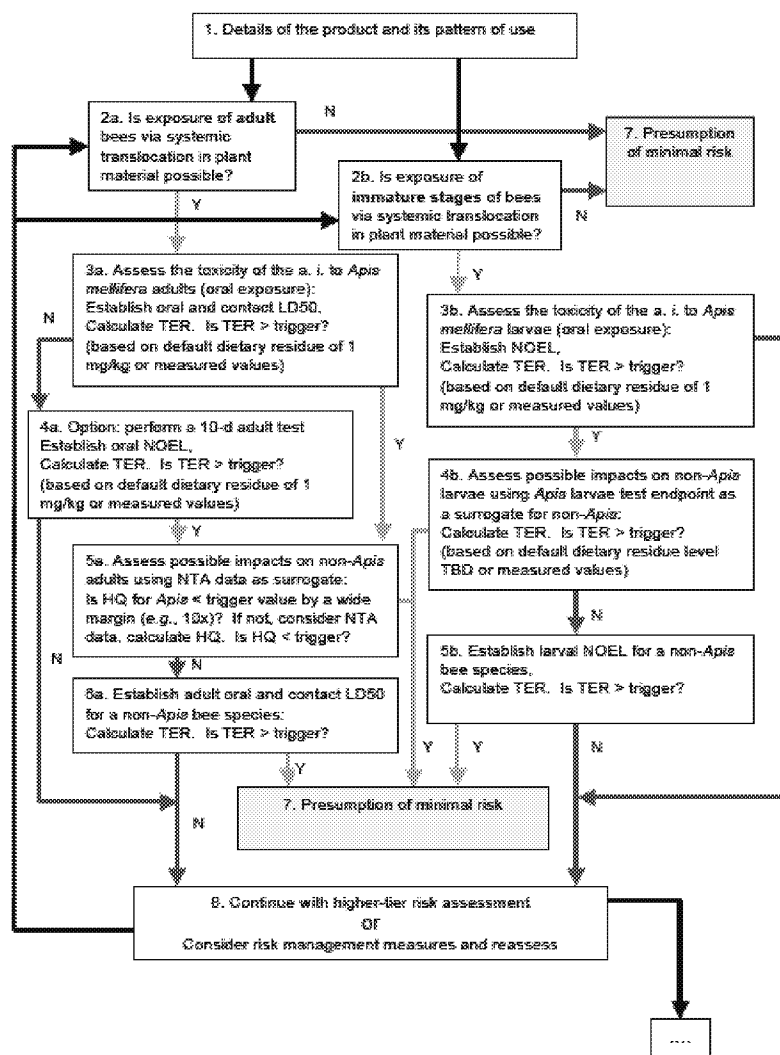 1. Details of the product and its pattern of use
2a. Is exposure of adult
bees via systemic
translocation in plant
material possible?
N
7. Presumption
of minimal risk
2b. Is exposure of
immature stages of bees
via systemic translocation
in plant material possible?
N
Y
Y
3a. Assess the toxicity of the a. i. to Apis
mellifera adults (oral exposure):
Establish oral and contact LD50,
Calculate TER. Is TER > trigger?
(based on default dietary residue of 1
mg/kg or measured values)
N
3b. Assess the toxicity of the a. i. to Apis
mellifera larvae (oral exposure):
Establish NOEL,
Calculate TER. Is TER > trigger?
(based on default dietary residue of 1
mg/kg or measured values)
4a. Option: perform a 10-d adult test
Establish oral NOEL,
Calculate TER. Is TER > trigger?
(based on default dietary residue of 1
mg/kg or measured values)
Y
Y
4b. Assess possible impacts on non-Apis
larvae using Apis larvae test endpoint as
a surrogate for non-Apis:
Calculate TER. Is TER > trigger?
(based on default dietary residue level
TBD or measured values)
Y
5a. Assess possible impacts on non-Apis
adults using NTA data as surrogate:
Is HQ for Apis < trigger value by a wide
margin (e.g., 10x)? If not, consider NTA
data, calculate HQ. Is HQ < trigger?
N
5b. Establish larval NOEL for a non-Apis
bee species,
Calculate TER. Is TER > trigger?
N
N
6a. Establish adult oral and contact LD50
for a non-Apis bee species:
Calculate TER. Is TER > trigger?
Y
Y
N
Y
7. Presumption of minimal risk
N
8. Continue with higher-tier risk assessment
or
Consider risk management measures and reassess